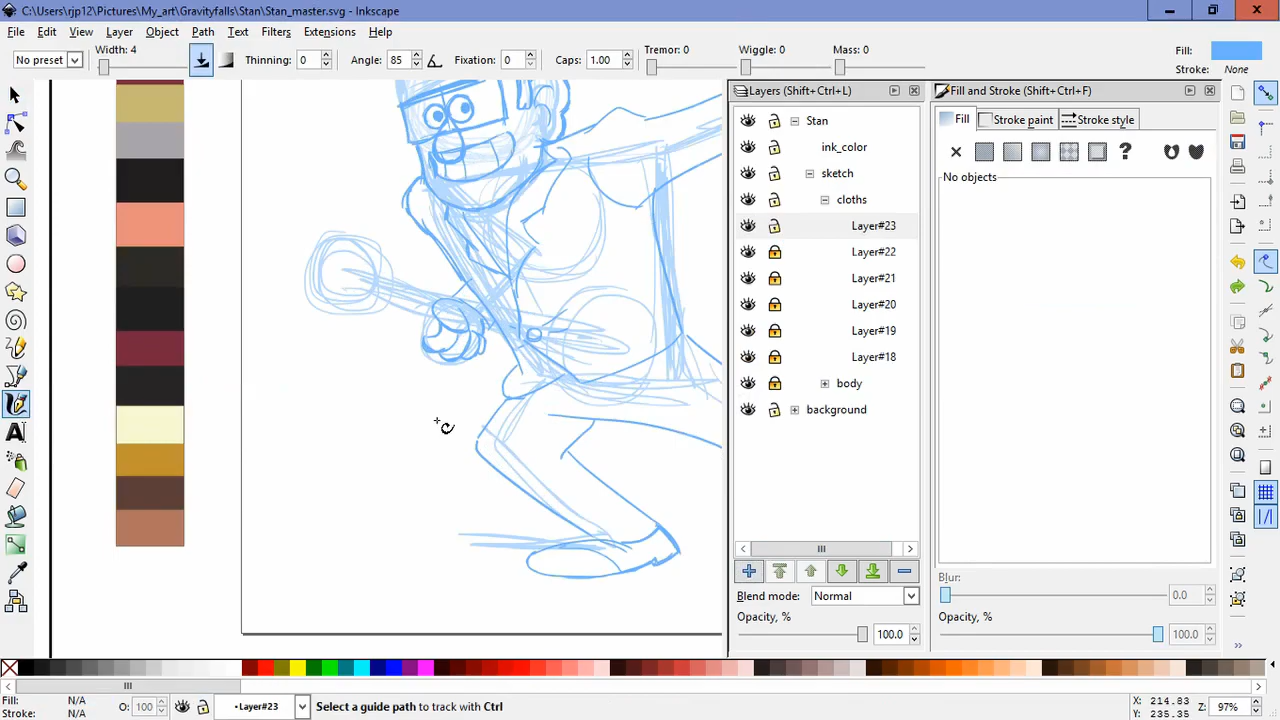 C:\Users\rjp12\Pictures\My_art\Gravityfalls\Stan\Stan_master.svg - Inkscape
File Edit View Layer Object Path Filters Text Extensions Help
No preset Width: 4 Thinning: 0 Angle: 85 Fixation: 0 Caps: 1.00 Tremor: 0 Wiggle: 0 Mass: 0 Fill:
Stroke: None
Layers (Shift+Ctrl+L) Fill and Stroke (Shift+Ctrl+F)
Stan Fill Stroke paint Stroke style
ink_color
sketch No objects
cloths
Layer#23
Layer#22
Layer#21
Layer#20
Layer#19
Layer#18
body
background
Blend mode: Normal Blur: 0.0
Opacity, % Opacity, %
100.0 100.0
Fill: N/A O: 100 •Layer#23 Select a guide path to track with Ctrl X: 214.83 Z: 97%
Stroke: N/A Y: 235.35